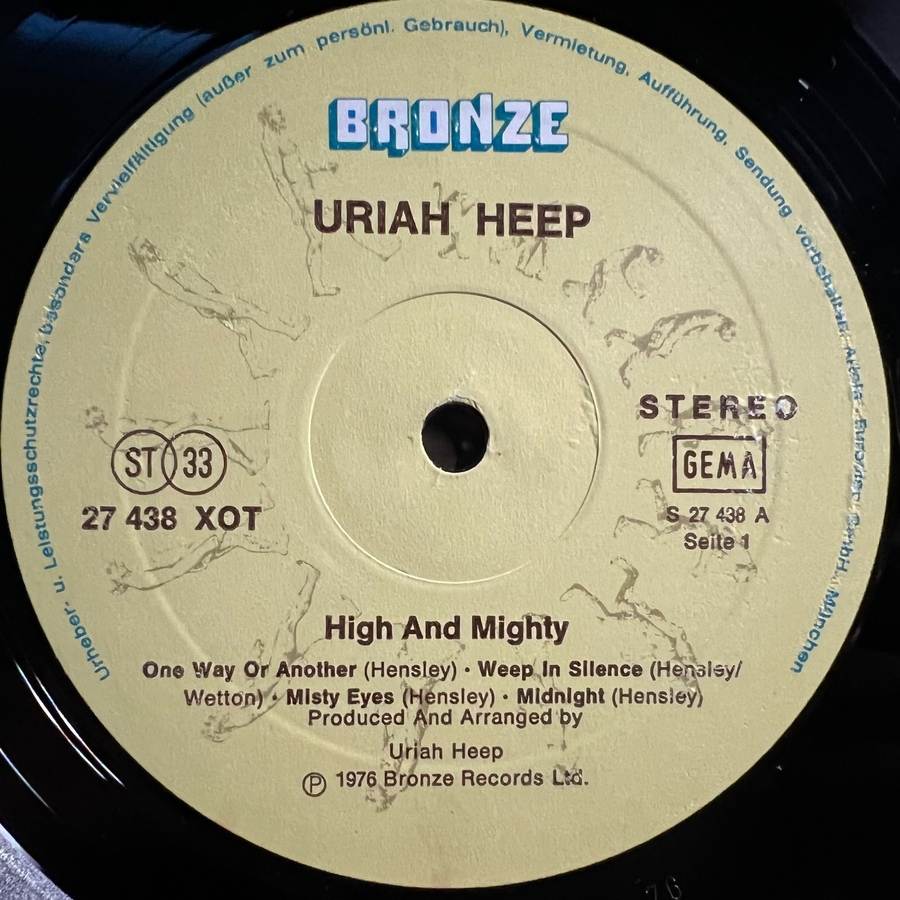 Urheber- u. Leistungsschutzrechte, besonders Vervielfältigung (außer zum persönl. Gebrauch), Vermietung, Aufführung, Sendung vorbehalten. Ariola - Eurodisc GmbH, München
BRONZE
URIAH HEEP
STEREO
ST 33
GEMA
27 438 XOT
S 27 438 A
Seite 1
High And Mighty
One Way Or Another (Hensley) · Weep In Silence (Hensley/
Wetton) · Misty Eyes (Hensley) · Midnight (Hensley)
Produced And Arranged by
Uriah Heep
Ⓟ 1976 Bronze Records Ltd.
76